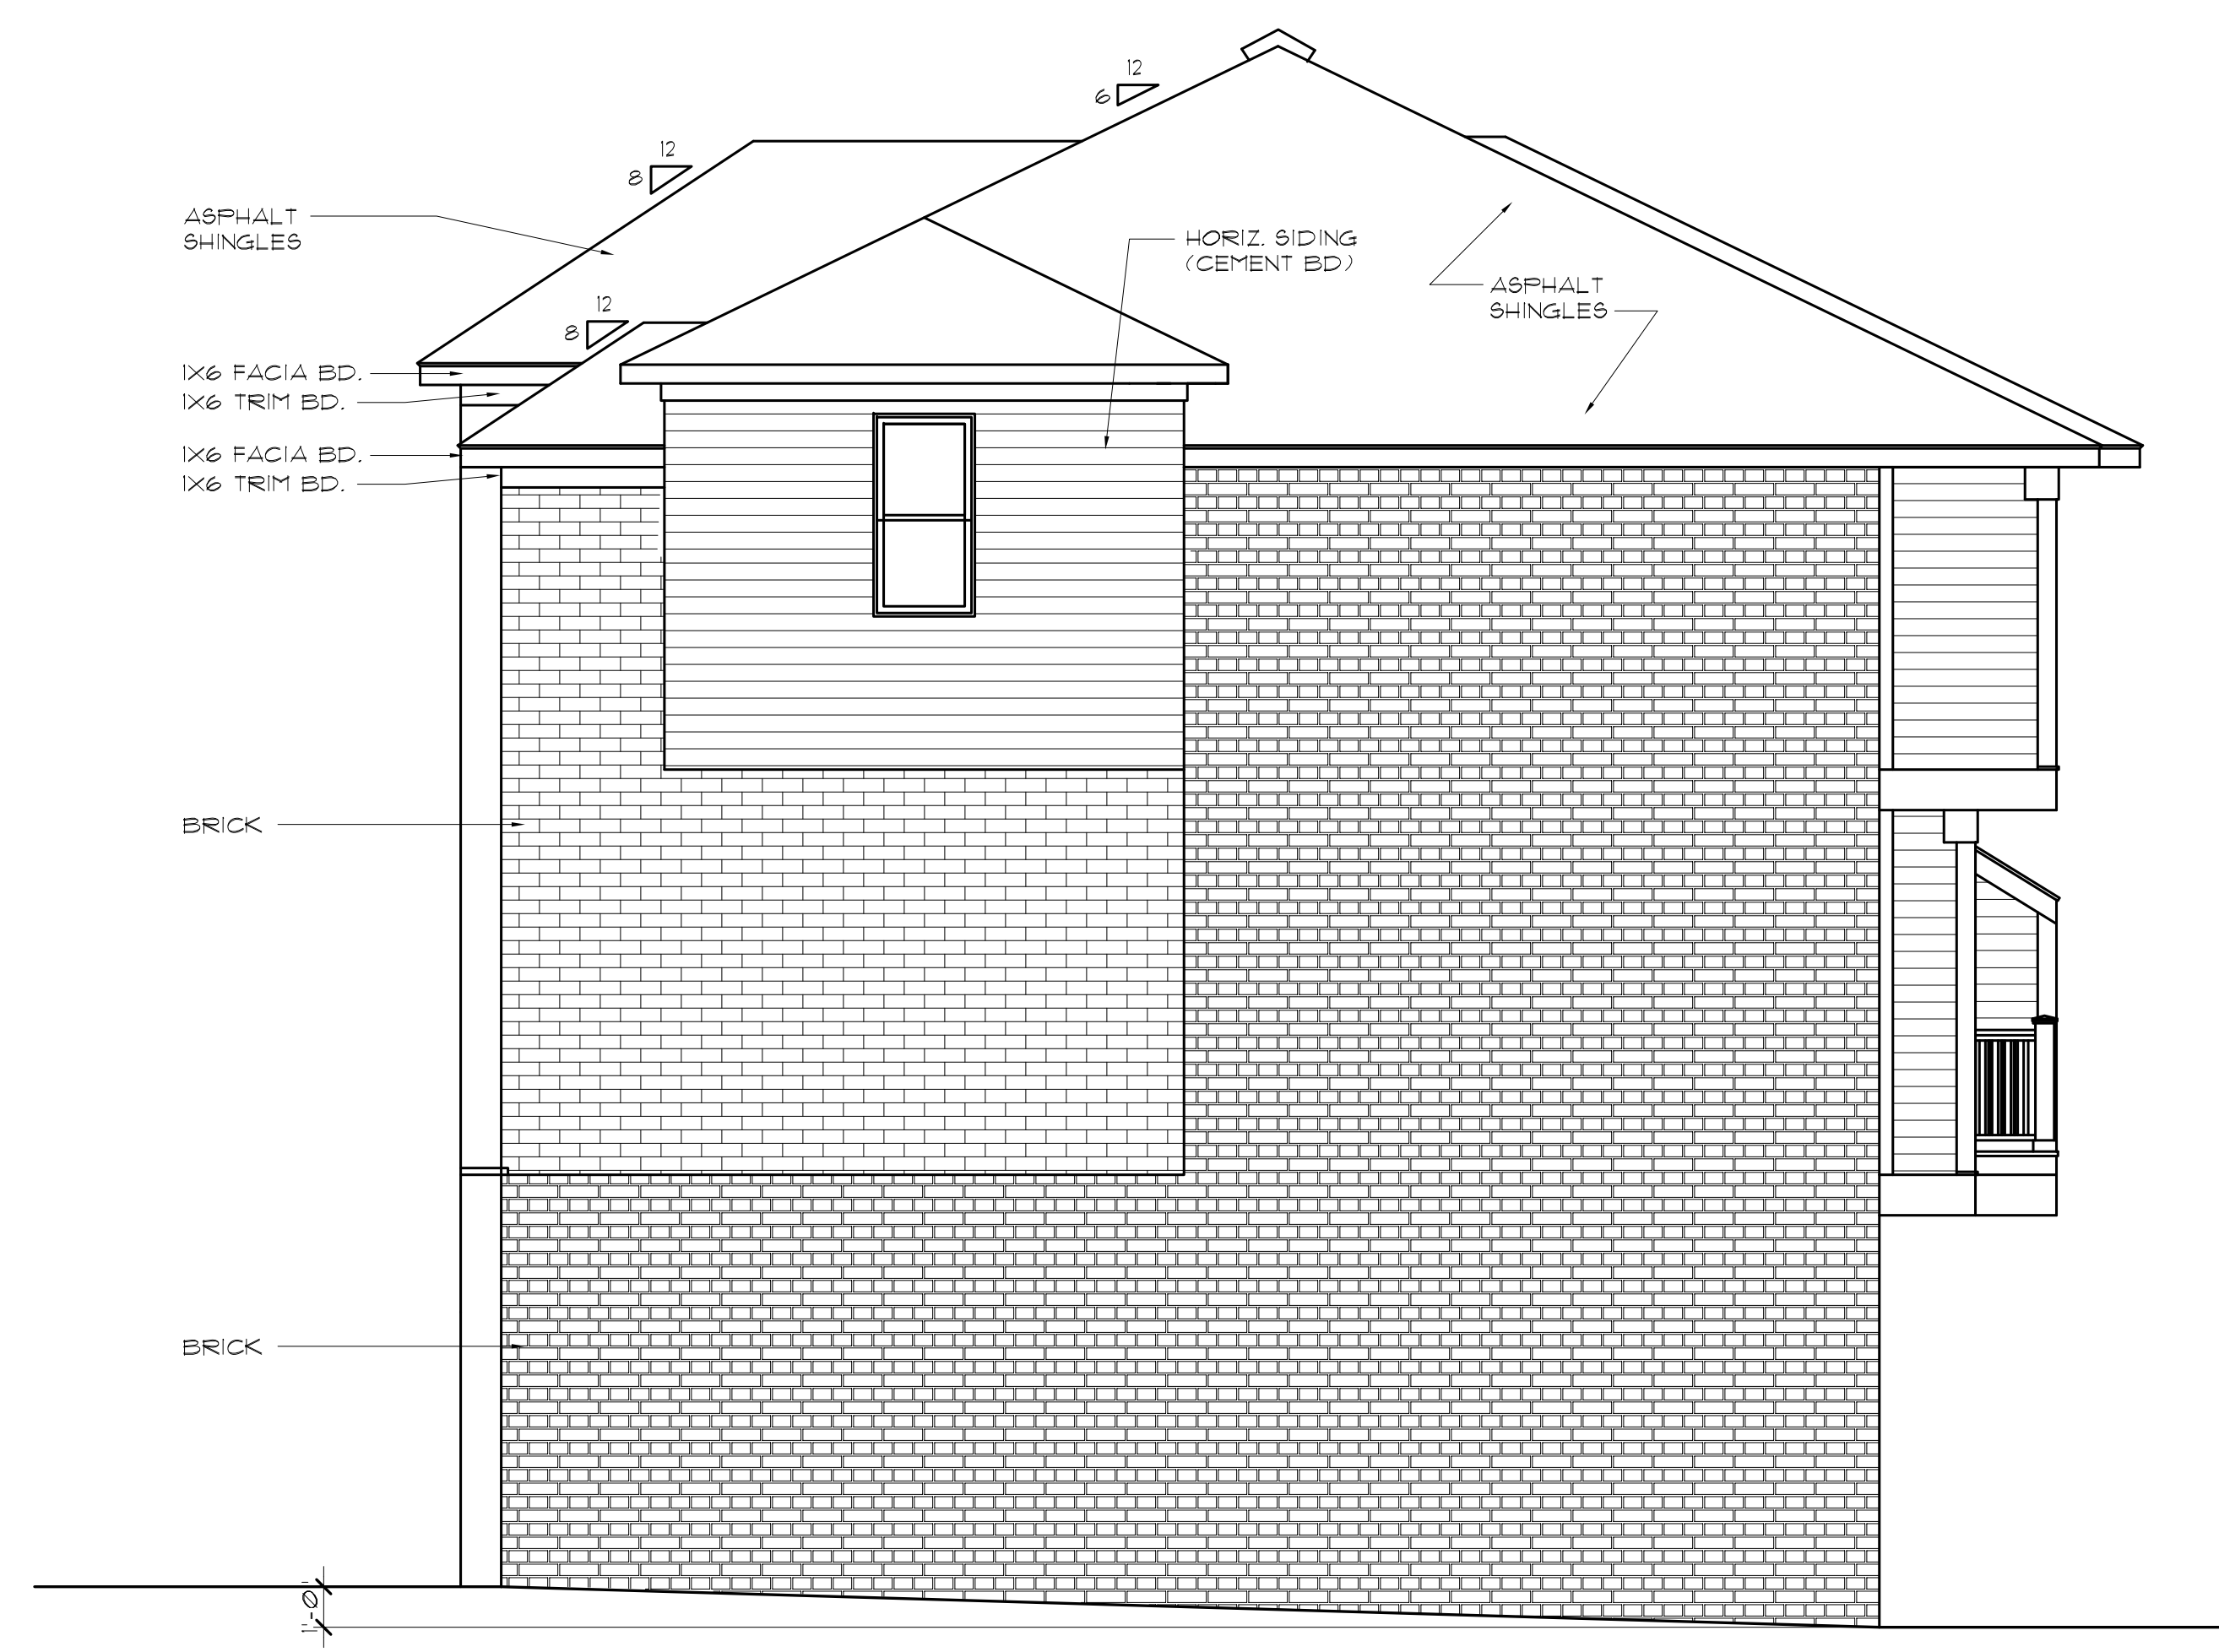 12
6
12
8
ASPHALT
SHINGLES
HORIZ. SIDING
(CEMENT BD)
ASPHALT
SHINGLES
12
8
1X6 FACIA BD.
1X6 TRIM BD.
1X6 FACIA BD.
1X6 TRIM BD.
BRICK
BRICK
1'-0"